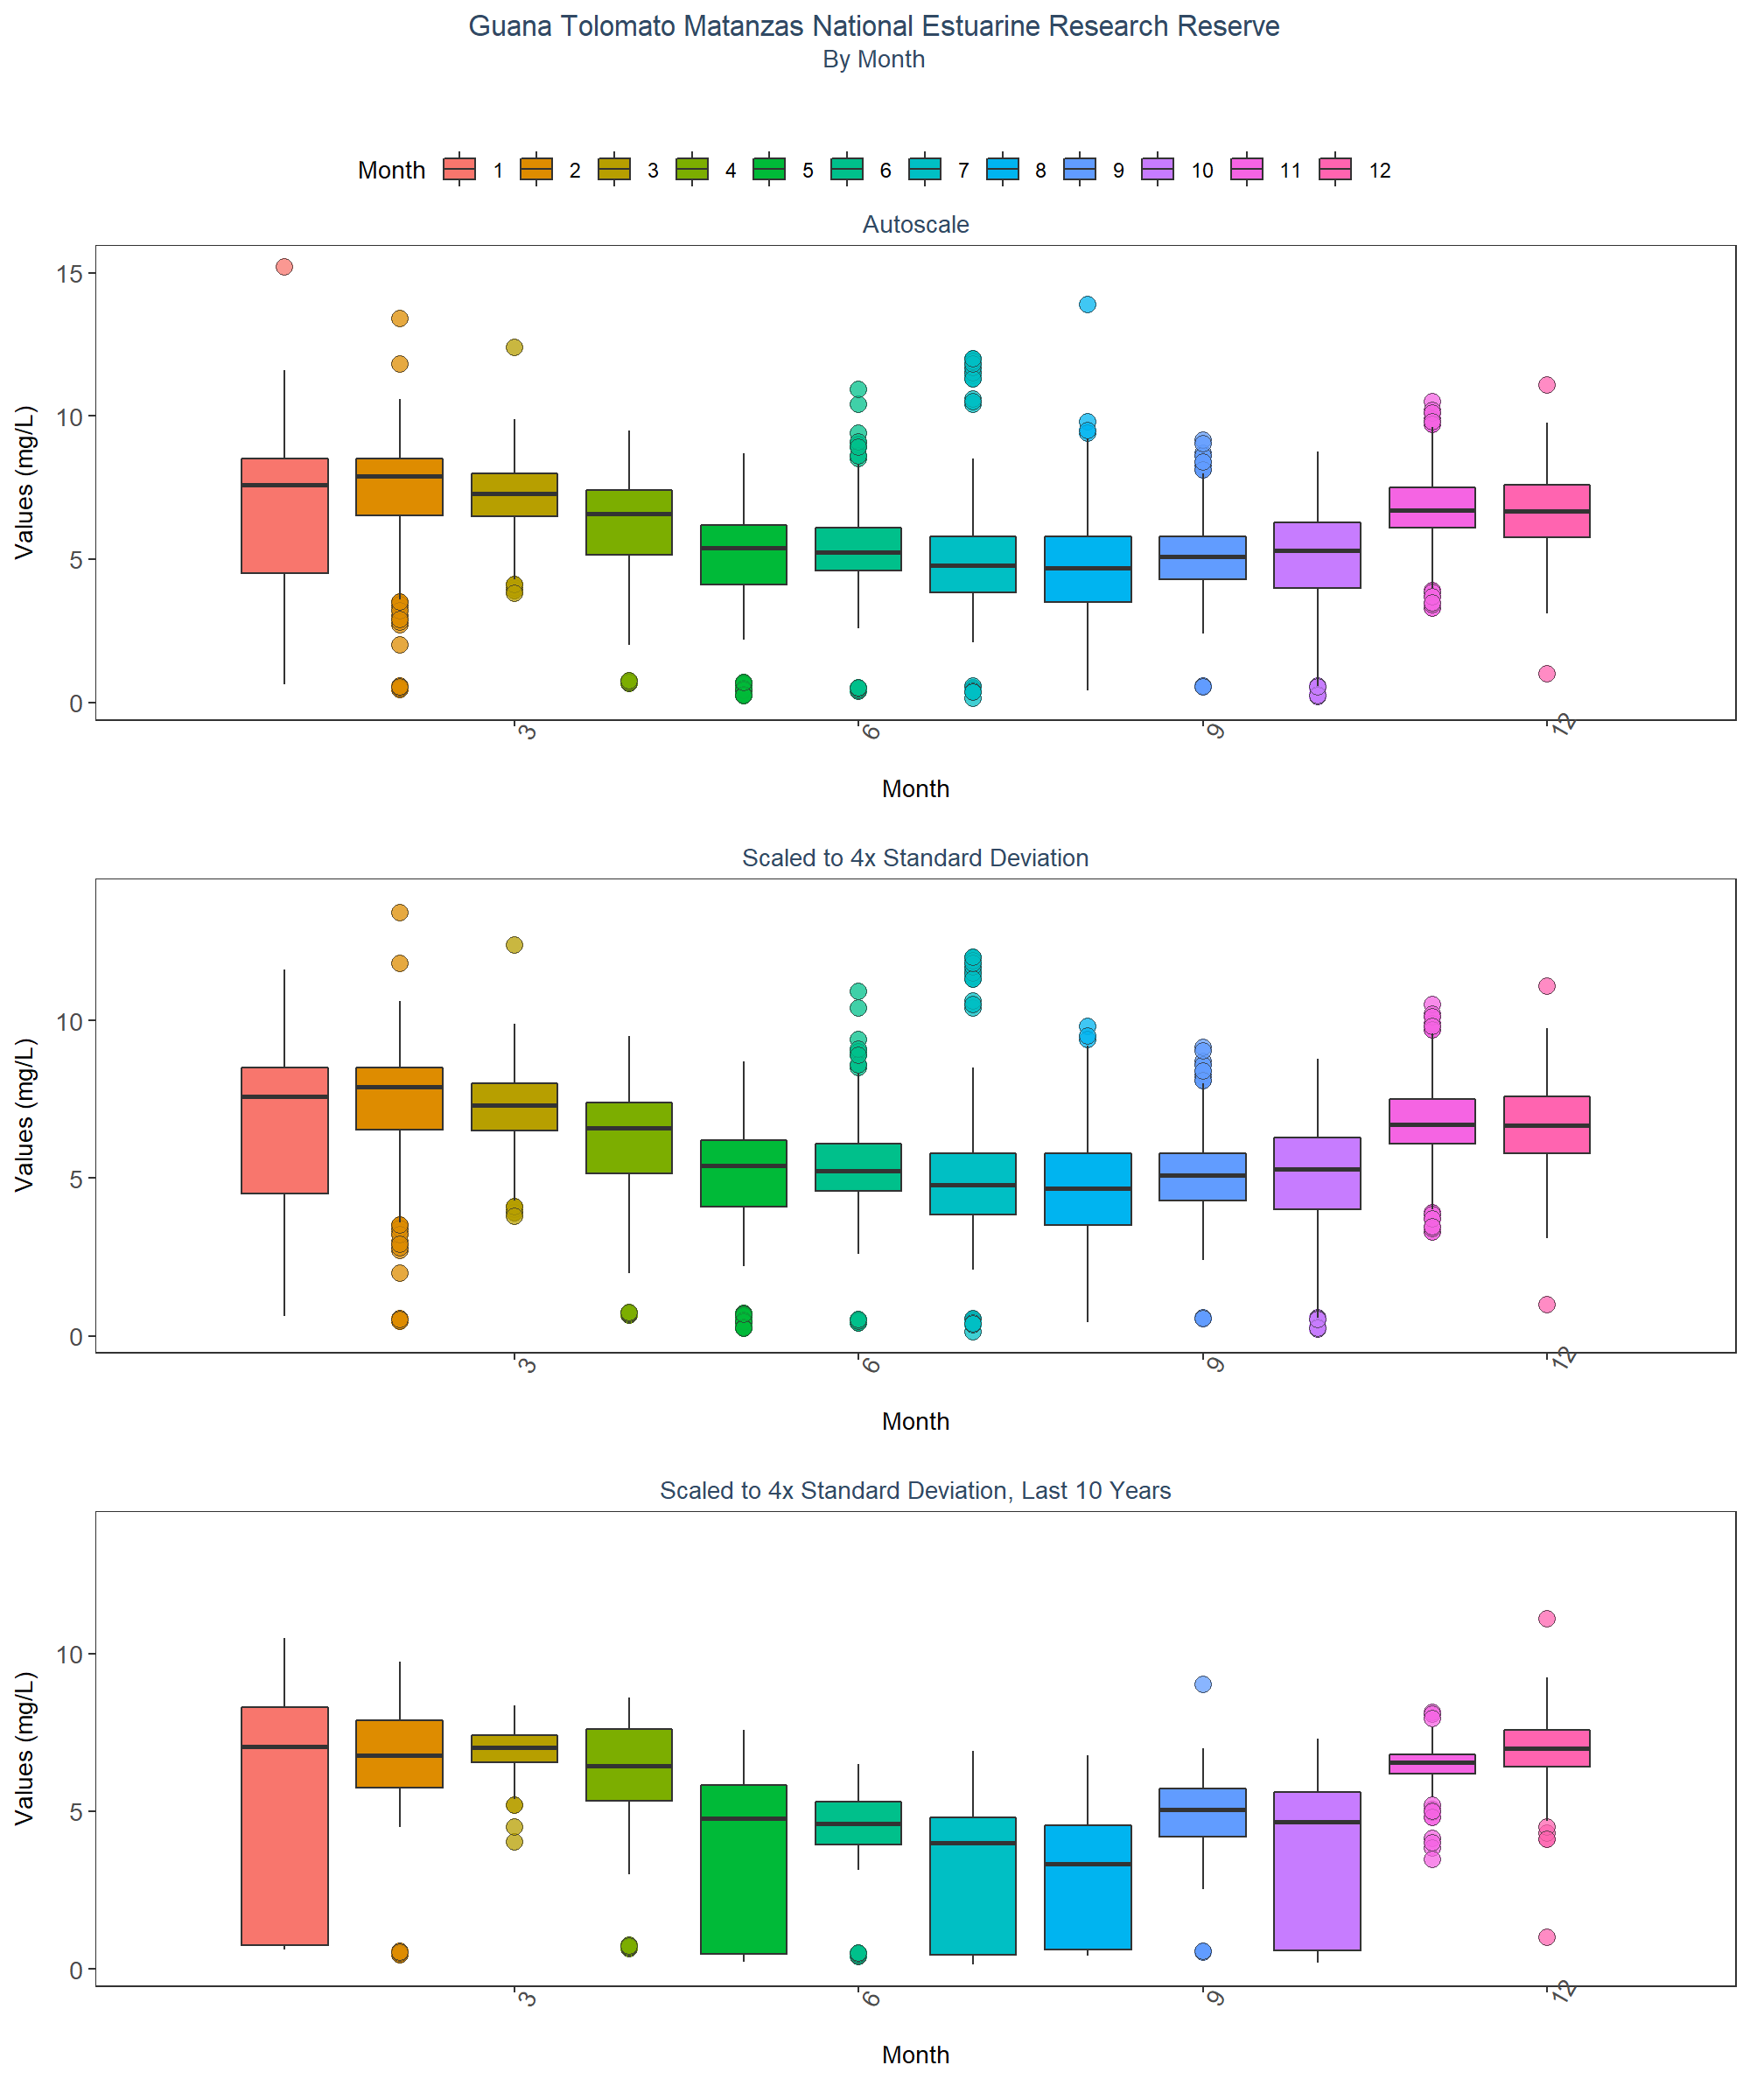 Guana Tolomato Matanzas National Estuarine Research Reserve
By Month
Month 1 2 3 4 5 6 7 8 9 10 11 12
Autoscale
Values (mg/L)
15
10
5
0
3 6 9 12
Month
Scaled to 4x Standard Deviation
Values (mg/L)
10
5
0
3 6 9 12
Month
Scaled to 4x Standard Deviation, Last 10 Years
Values (mg/L)
10
5
0
3 6 9 12
Month